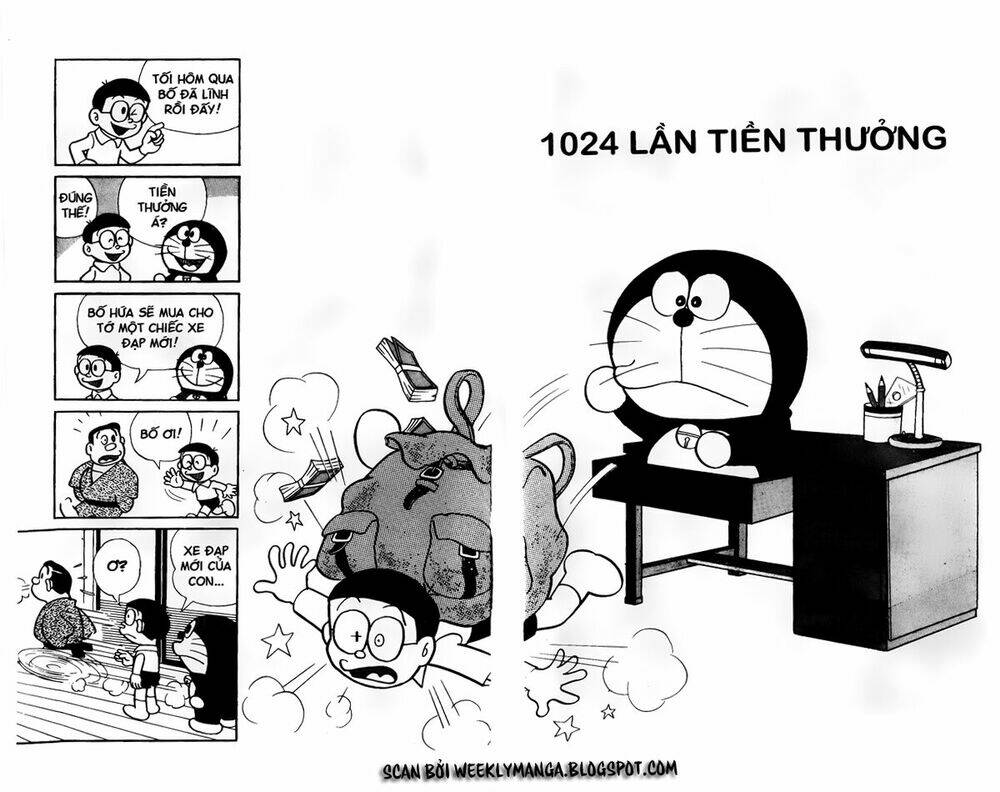 1024 LẦN TIỀN THƯỞNG
TỐI HÔM QUA
BỐ ĐÃ LĨNH
RỒI ĐẤY!
ĐÚNG
THẾ!
TIỀN
THƯỞNG
Á?
BỐ HỨA SẼ MUA CHO
TỚ MỘT CHIẾC XE
ĐẠP MỚI!
BỐ ƠI!
Ơ?
XE ĐẠP
MỚI CỦA
CON...
SCAN BỞI WEEKLYMANGA.BLOGSPOT.COM